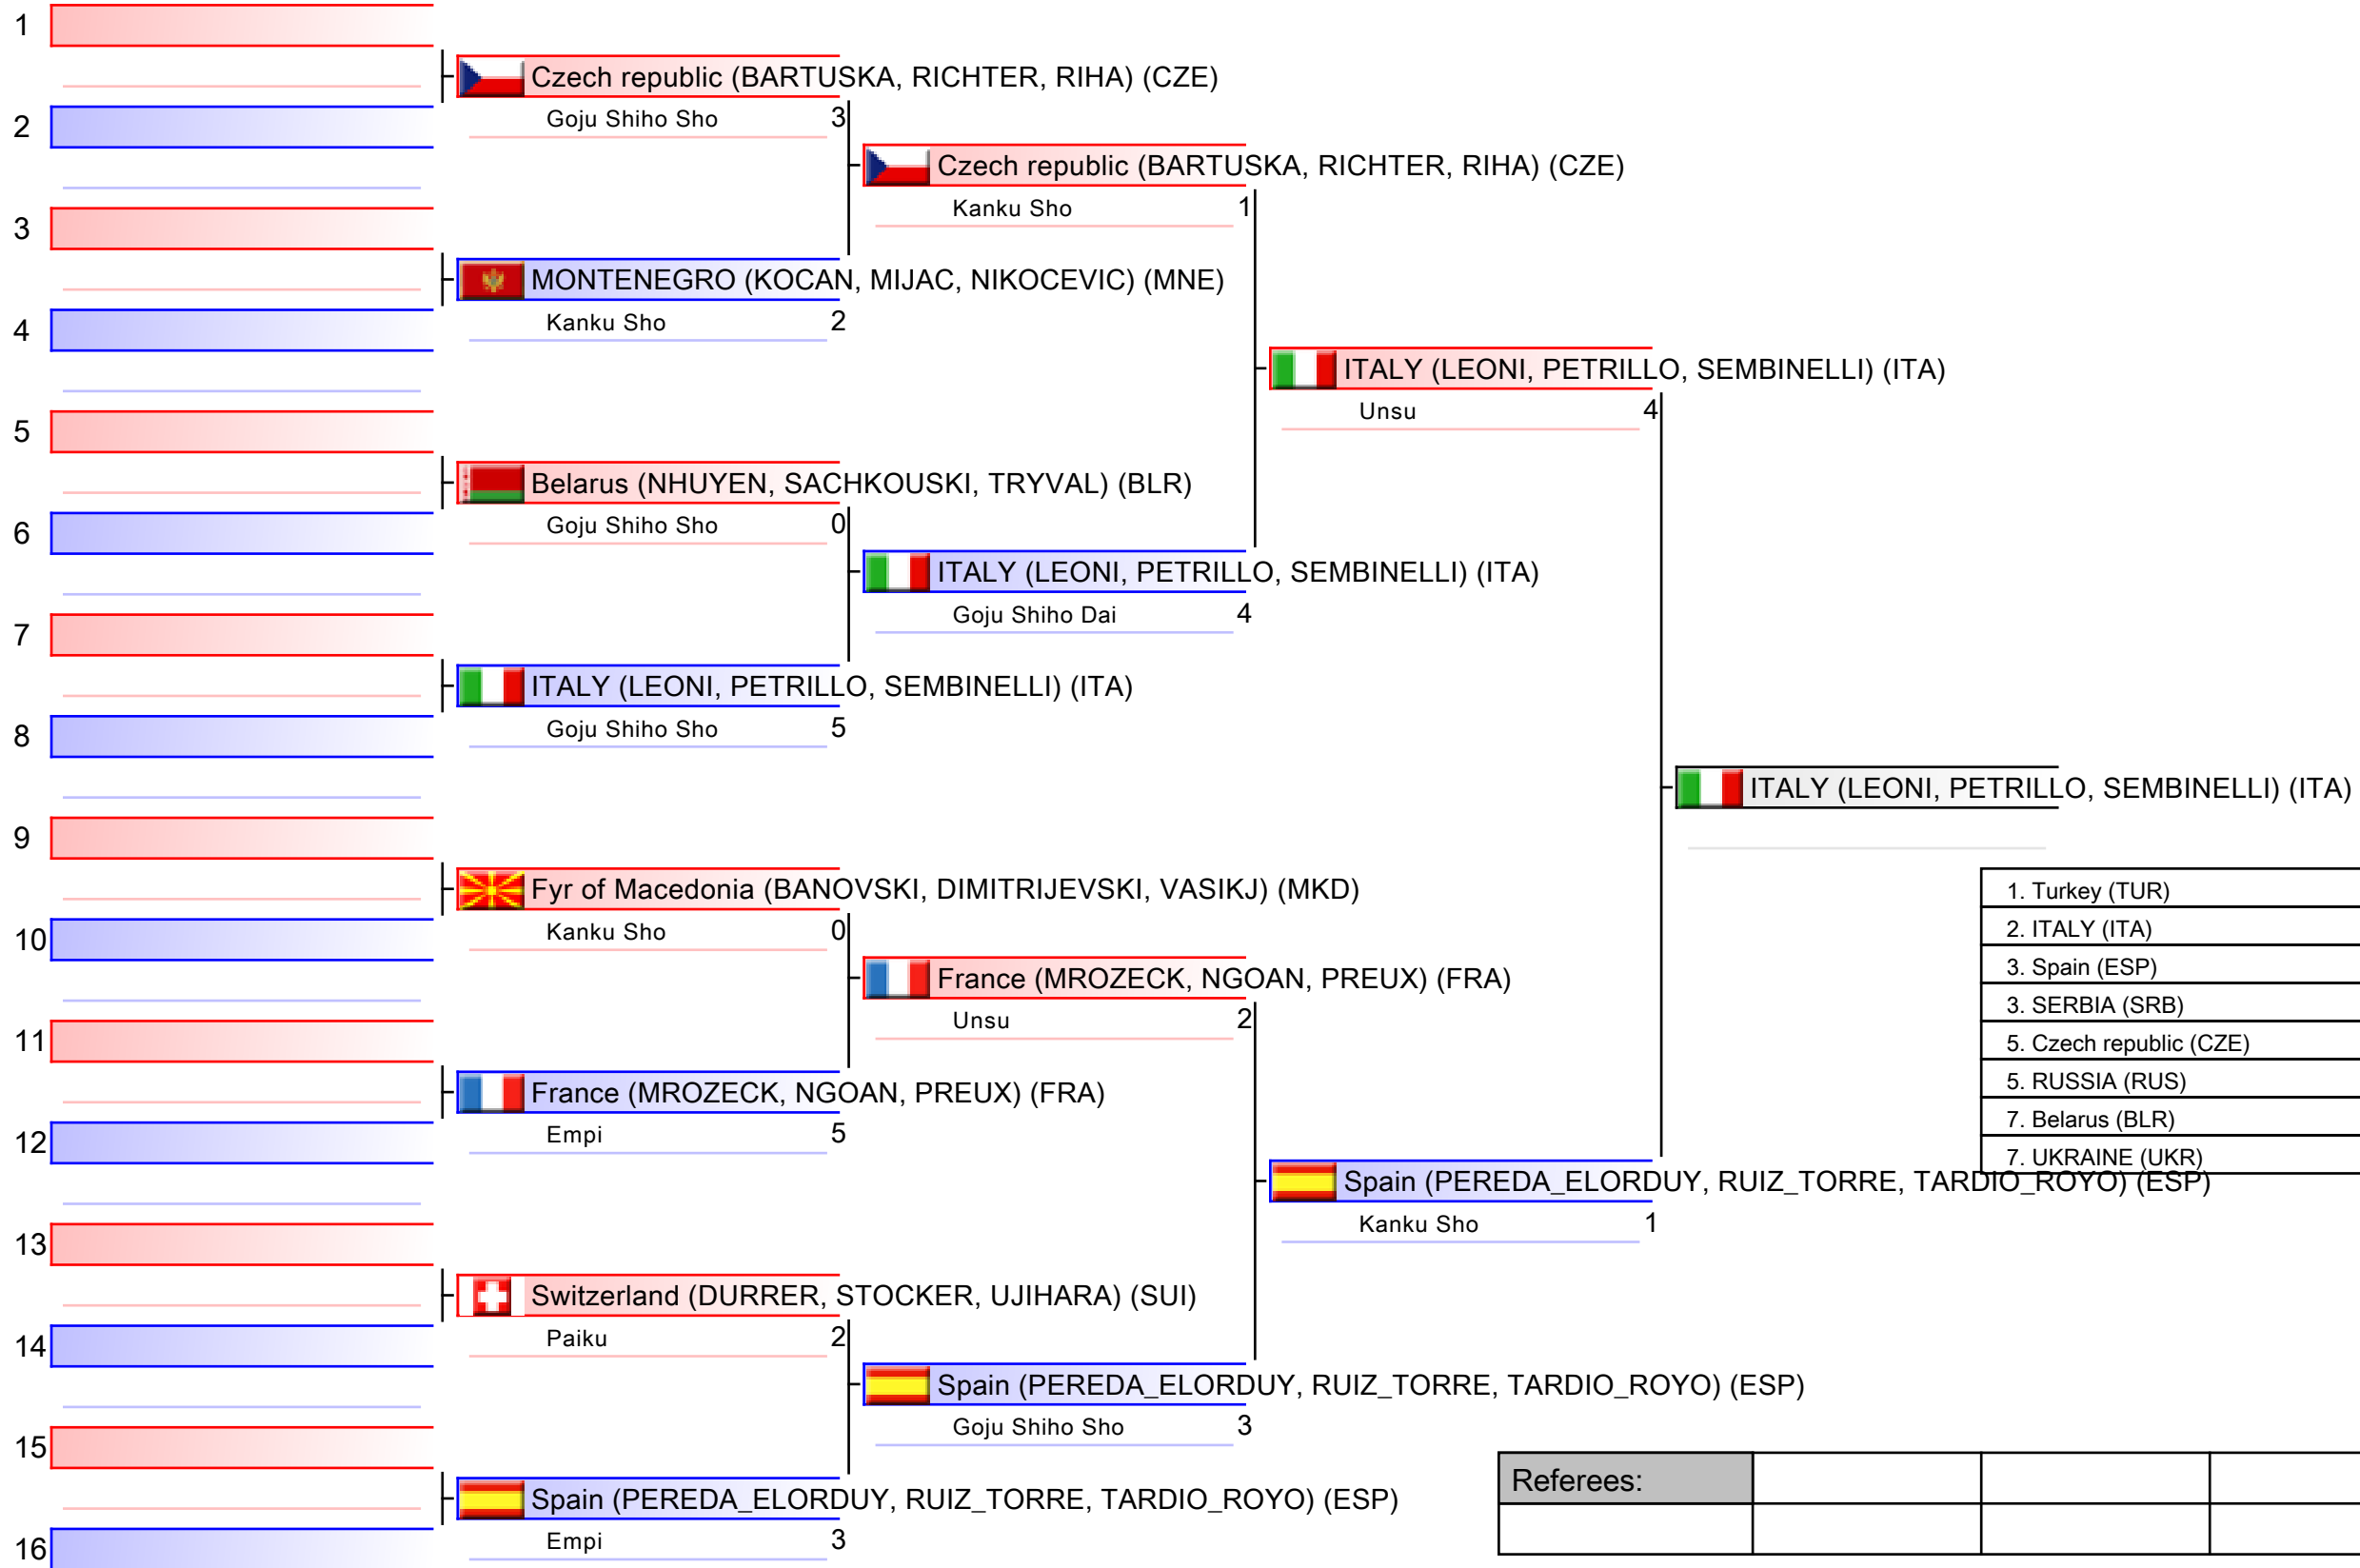 1
Czech republic (BARTUSKA, RICHTER, RIHA) (CZE)
Goju Shiho Sho 3
2
Czech republic (BARTUSKA, RICHTER, RIHA) (CZE)
Kanku Sho 1
3
MONTENEGRO (KOCAN, MIJAC, NIKOCEVIC) (MNE)
Kanku Sho 2
4
ITALY (LEONI, PETRILLO, SEMBINELLI) (ITA)
Unsu 4
5
Belarus (NHUYEN, SACHKOUSKI, TRYVAL) (BLR)
Goju Shiho Sho 0
6
ITALY (LEONI, PETRILLO, SEMBINELLI) (ITA)
Goju Shiho Dai 4
7
ITALY (LEONI, PETRILLO, SEMBINELLI) (ITA)
Goju Shiho Sho 5
8
ITALY (LEONI, PETRILLO, SEMBINELLI) (ITA)
9
Fyr of Macedonia (BANOVSKI, DIMITRIJEVSKI, VASIKJ) (MKD)
Kanku Sho 0
10
France (MROZECK, NGOAN, PREUX) (FRA)
Unsu 2
11
France (MROZECK, NGOAN, PREUX) (FRA)
Empi 5
12
1. Turkey (TUR)
2. ITALY (ITA)
3. Spain (ESP)
3. SERBIA (SRB)
5. Czech republic (CZE)
5. RUSSIA (RUS)
7. Belarus (BLR)
7. UKRAINE (UKR)
Spain (PEREDA_ELORDUY, RUIZ_TORRE, TARDIO_ROYO) (ESP)
Kanku Sho 1
13
Switzerland (DURRER, STOCKER, UJIHARA) (SUI)
Paiku 2
14
Spain (PEREDA_ELORDUY, RUIZ_TORRE, TARDIO_ROYO) (ESP)
Goju Shiho Sho 3
15
Spain (PEREDA_ELORDUY, RUIZ_TORRE, TARDIO_ROYO) (ESP)
Empi 3
16
Referees: